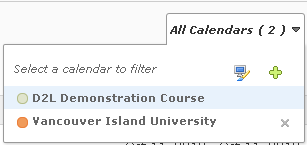 All Calendars ( 2 )
Select a calendar to filter
D2L Demonstration Course
Vancouver Island University